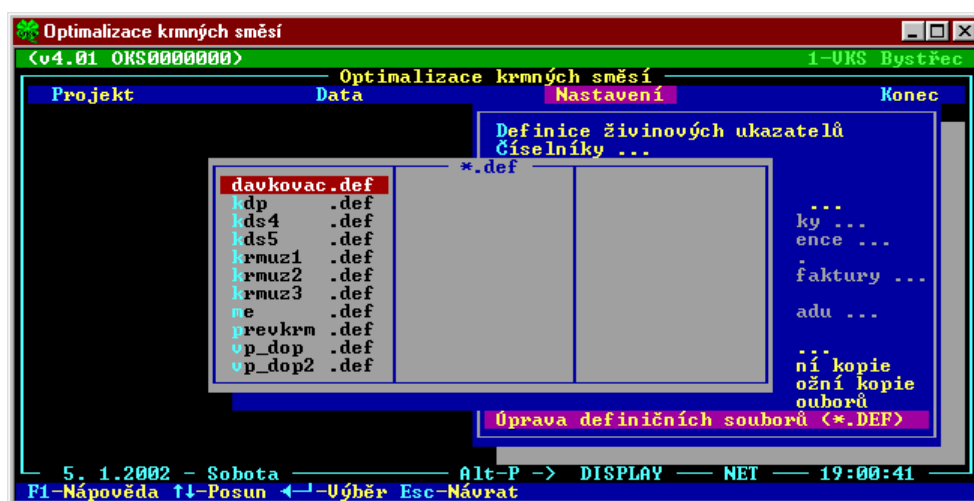 Optimalizace krmných směsí
(v4.01 OKS0000000) 1-VKS Bystřec
Optimalizace krmných směsí
Projekt Data Nastavení Konec
Definice živinových ukazatelů
Číselníky ...
*.def
davkovac.def
kdp .def
...
kds4 .def
ky ...
kds5 .def
ence ...
krmuz1 .def
.
krmuz2 .def
faktury ...
krmuz3 .def
me .def
adu ...
prevkrm .def
vp_dop .def
...
vp_dop2 .def
ní kopie
ožní kopie
ouborů
Úprava definičních souborů (*.DEF)
5. 1.2002 - Sobota Alt-P -> DISPLAY NET 19:00:41
F1-Nápověda ↑↓-Posun ◄─┘-Výběr Esc-Návrat